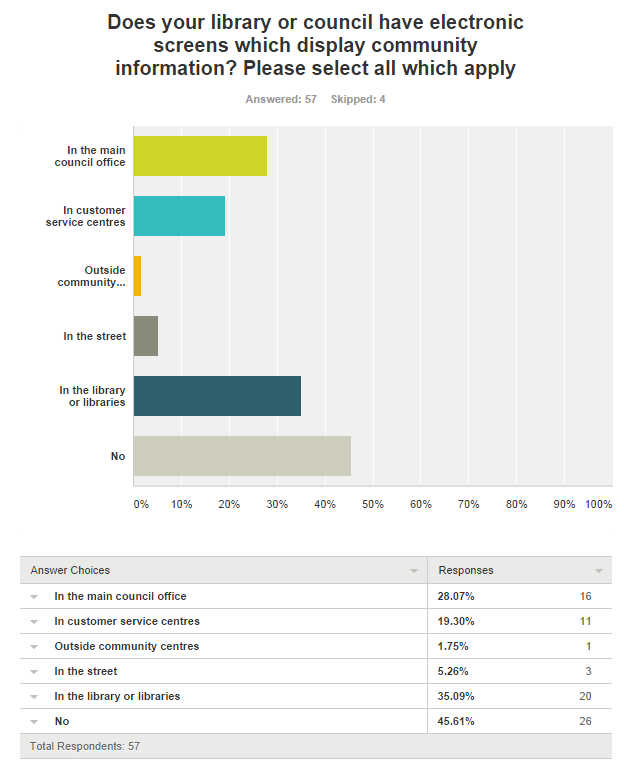 Does your library or council have electronic
screens which display community
information? Please select all which apply
Answered: 57 Skipped: 4
In the main
council office
In customer
service centres
Outside
community...
In the street
In the library
or libraries
No
0% 10% 20% 30% 40% 50% 60% 70% 80% 90% 100%
Answer Choices Responses
In the main council office 28.07% 16
In customer service centres 19.30% 11
Outside community centres 1.75% 1
In the street 5.26% 3
In the library or libraries 35.09% 20
No 45.61% 26
Total Respondents: 57